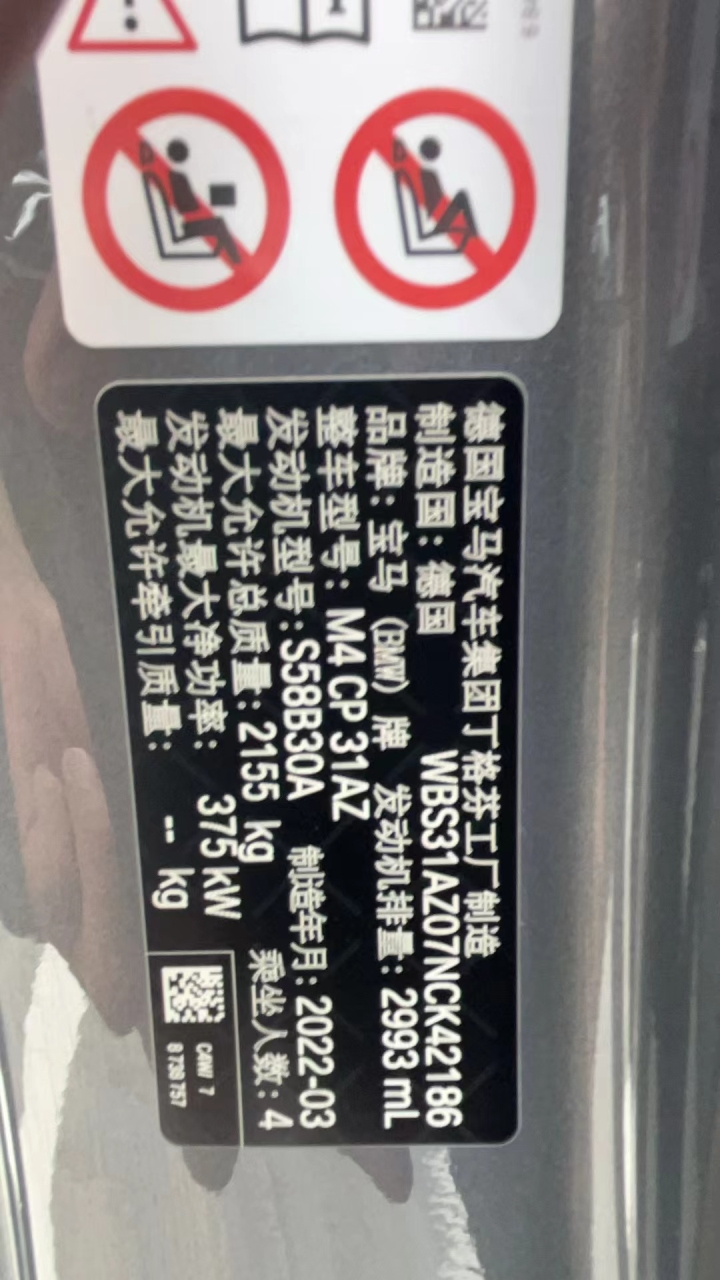 德国宝马汽车集团丁格芬工厂制造
制造国：德国 WBS31AZ07NCK42186
品牌：宝马（BMW）牌 发动机排量：2993 mL
整车型号：M4 CP 31AZ
发动机型号：S58B30A 制造年月：2022-03
最大允许总质量：2155 kg 乘坐人数：4
发动机最大净功率： 375 kW
最大允许牵引质量： -- kg
8 738 757